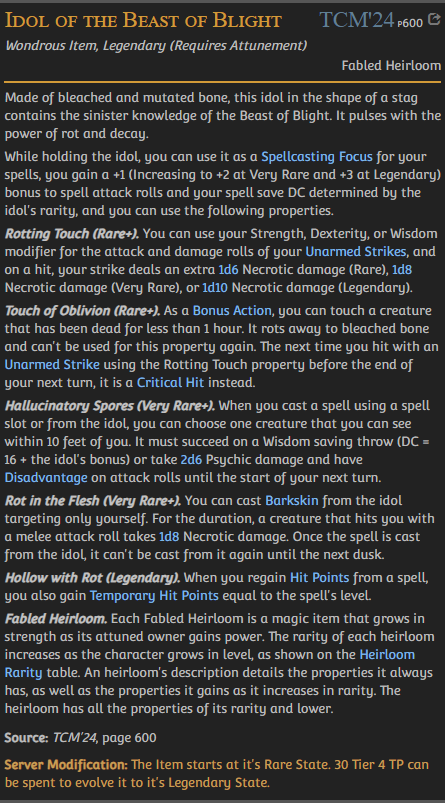 Idol of the Beast of Blight TCM'24 P600
Wondrous Item, Legendary (Requires Attunement)
Fabled Heirloom
Made of bleached and mutated bone, this idol in the shape of a stag
contains the sinister knowledge of the Beast of Blight. It pulses with the
power of rot and decay.
While holding the idol, you can use it as a Spellcasting Focus for your
spells, you gain a +1 (Increasing to +2 at Very Rare and +3 at Legendary)
bonus to spell attack rolls and your spell save DC determined by the
idol's rarity, and you can use the following properties.
Rotting Touch (Rare+). You can use your Strength, Dexterity, or Wisdom
modifier for the attack and damage rolls of your Unarmed Strikes, and
on a hit, your strike deals an extra 1d6 Necrotic damage (Rare), 1d8
Necrotic damage (Very Rare), or 1d10 Necrotic damage (Legendary).
Touch of Oblivion (Rare+). As a Bonus Action, you can touch a creature
that has been dead for less than 1 hour. It rots away to bleached bone
and can't be used for this property again. The next time you hit with an
Unarmed Strike using the Rotting Touch property before the end of
your next turn, it is a Critical Hit instead.
Hallucinatory Spores (Very Rare+). When you cast a spell using a spell
slot or from the idol, you can choose one creature that you can see
within 10 feet of you. It must succeed on a Wisdom saving throw (DC =
16 + the idol's bonus) or take 2d6 Psychic damage and have
Disadvantage on attack rolls until the start of your next turn.
Rot in the Flesh (Very Rare+). You can cast Barkskin from the idol
targeting only yourself. For the duration, a creature that hits you with
a melee attack roll takes 1d8 Necrotic damage. Once the spell is cast
from the idol, it can't be cast from it again until the next dusk.
Hollow with Rot (Legendary). When you regain Hit Points from a spell,
you also gain Temporary Hit Points equal to the spell's level.
Fabled Heirloom. Each Fabled Heirloom is a magic item that grows in
strength as its attuned owner gains power. The rarity of each heirloom
increases as the character grows in level, as shown on the Heirloom
Rarity table. An heirloom's description details the properties it always
has, as well as the properties it gains as it increases in rarity. The
heirloom has all the properties of its rarity and lower.
Source: TCM'24, page 600
Server Modification: The Item starts at it's Rare State. 30 Tier 4 TP can
be spent to evolve it to it's Legendary State.